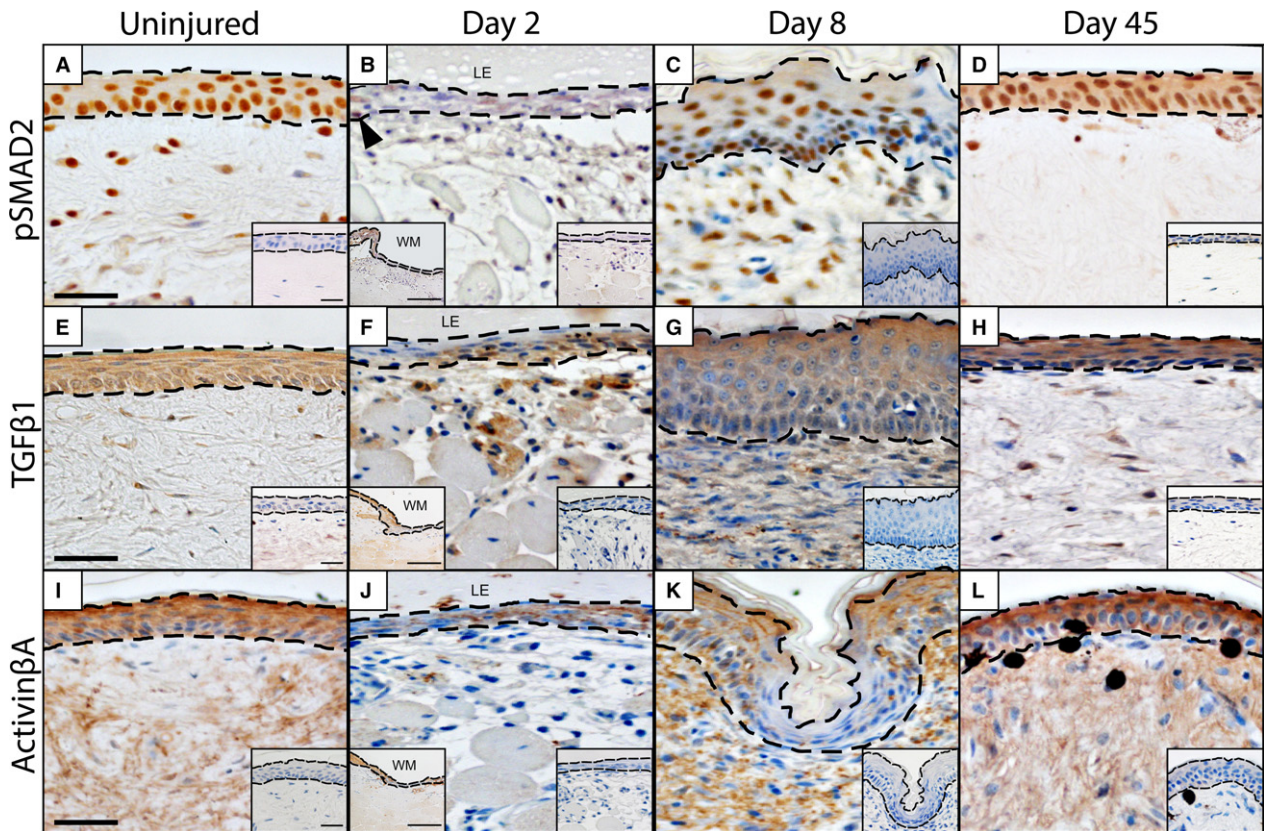 Uninjured Day 2 Day 8 Day 45
pSMAD2
A B C D
LE
WM
TGFβ1
E F G H
LE
WM
ActivinβA
I J K L
LE
WM